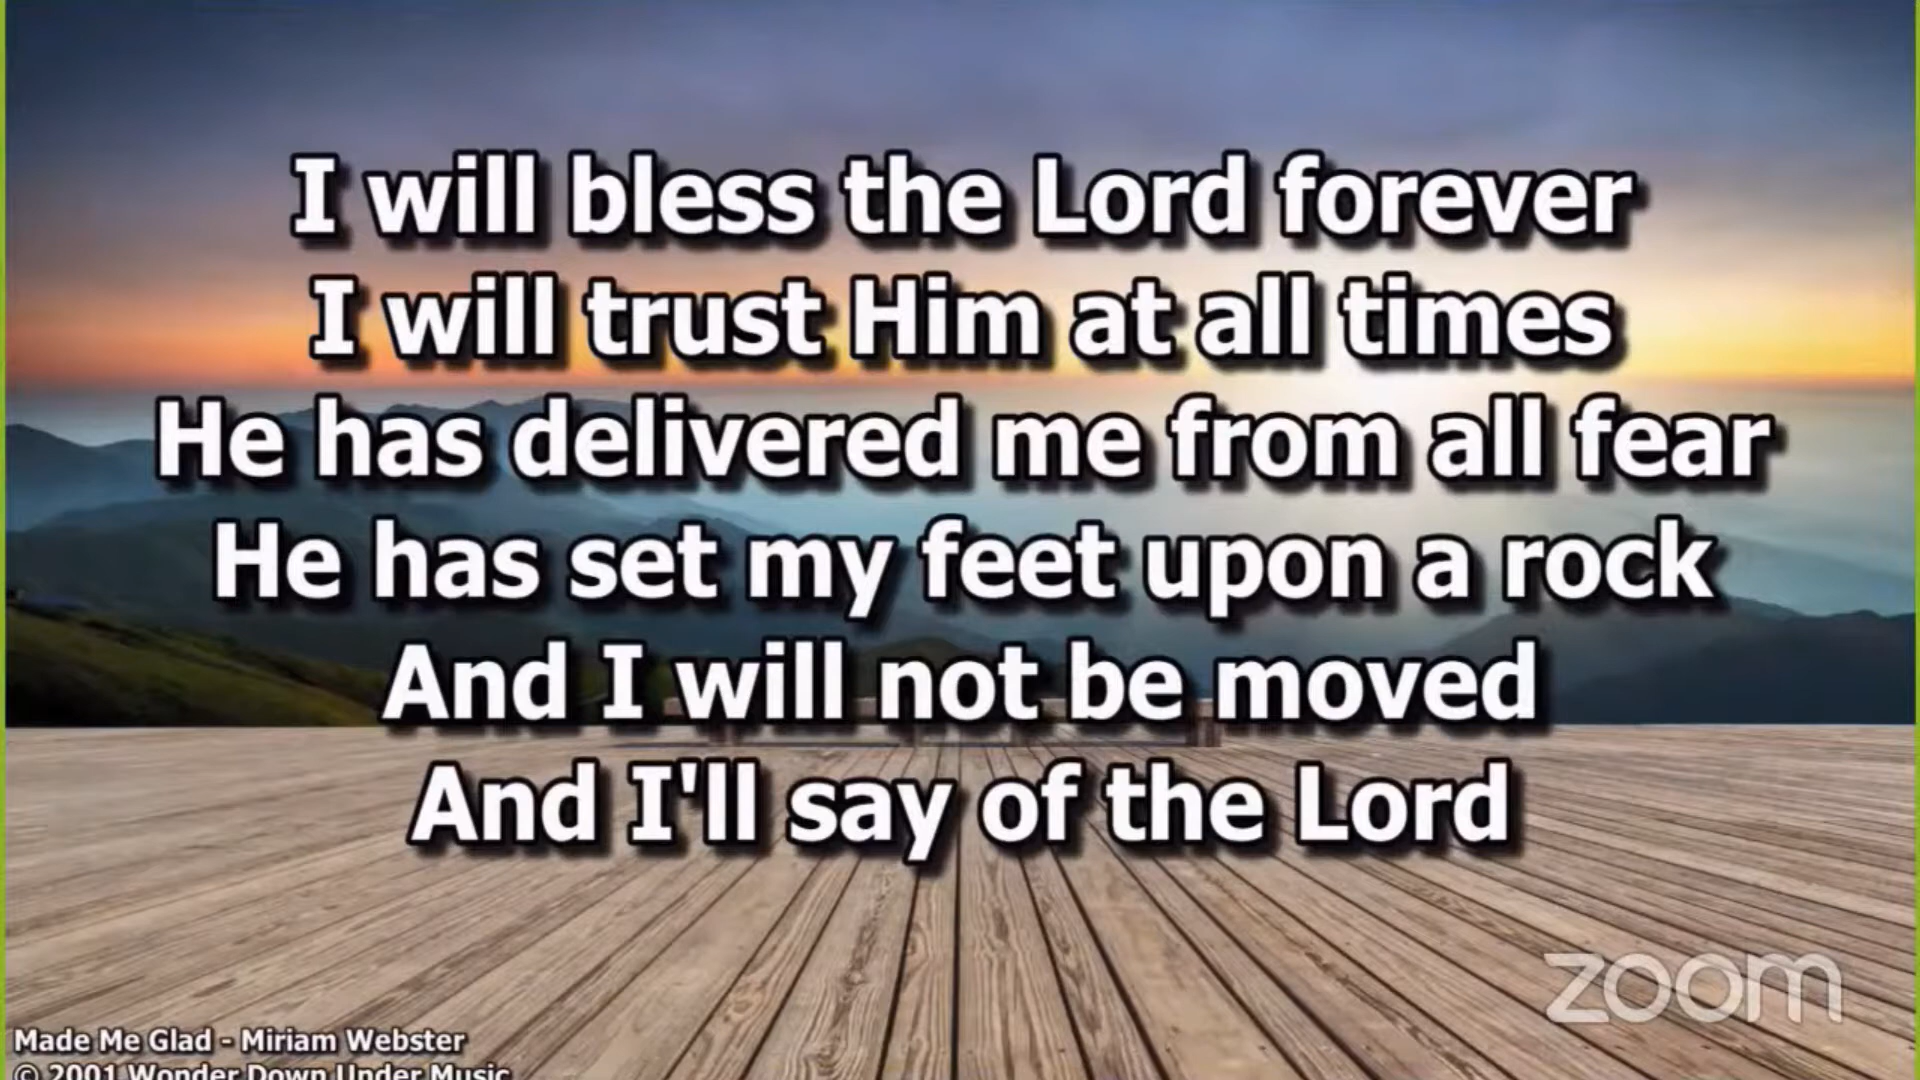 I will bless the Lord forever
I will trust Him at all times
He has delivered me from all fear
He has set my feet upon a rock
And I will not be moved
And I'll say of the Lord
zoom
Made Me Glad - Miriam Webster
© 2001 Wonder Down Under Music